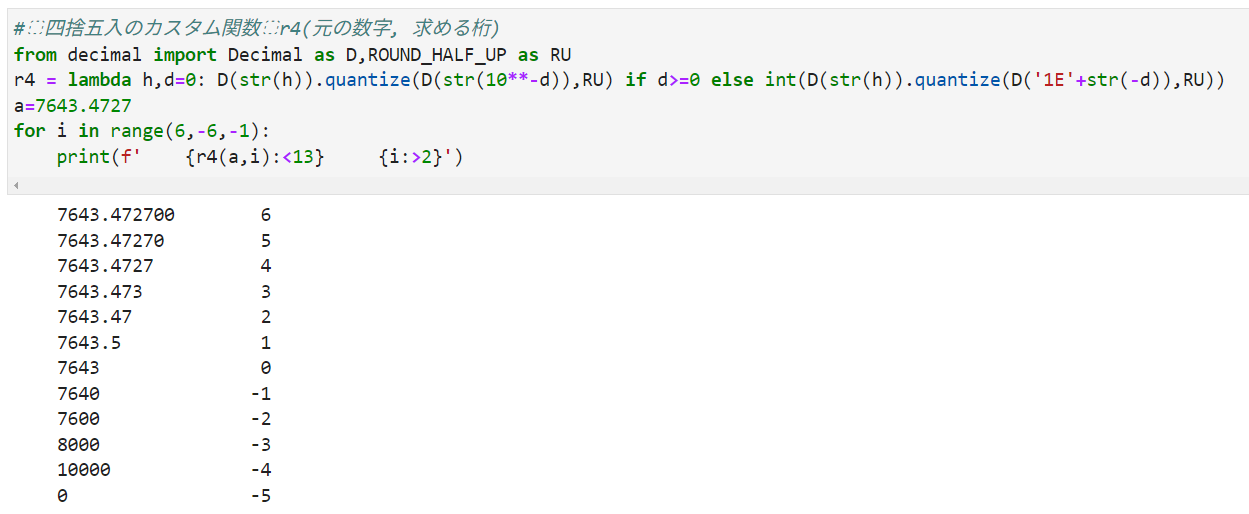 #◌四捨五入のカスタム関数◌r4(元の数字, 求める桁)
from decimal import Decimal as D,ROUND_HALF_UP as RU
r4 = lambda h,d=0: D(str(h)).quantize(D(str(10**-d)),RU) if d>=0 else int(D(str(h)).quantize(D('1E'+str(-d)),RU))
a=7643.4727
for i in range(6,-6,-1):
    print(f'    {r4(a,i):<13}     {i:>2}')
7643.472700        6
7643.47270         5
7643.4727          4
7643.473           3
7643.47            2
7643.5             1
7643               0
7640              -1
7600              -2
8000              -3
10000             -4
0                 -5